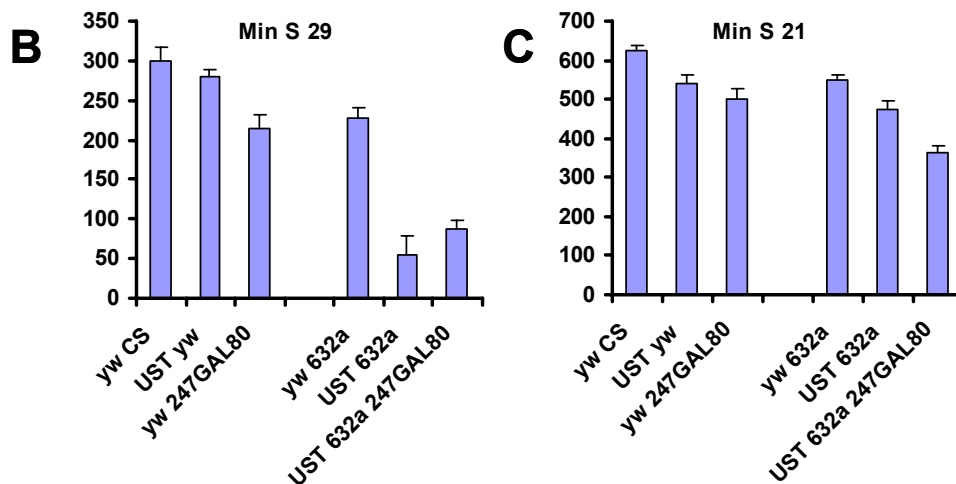 B
Min S 29
350
300
250
200
150
100
50
0
yw CS
UST yw
yw 247GAL80
yw 632a
UST 632a
UST 632a 247GAL80
C
Min S 21
700
600
500
400
300
200
100
0
yw CS
UST yw
yw 247GAL80
yw 632a
UST 632a
UST 632a 247GAL80